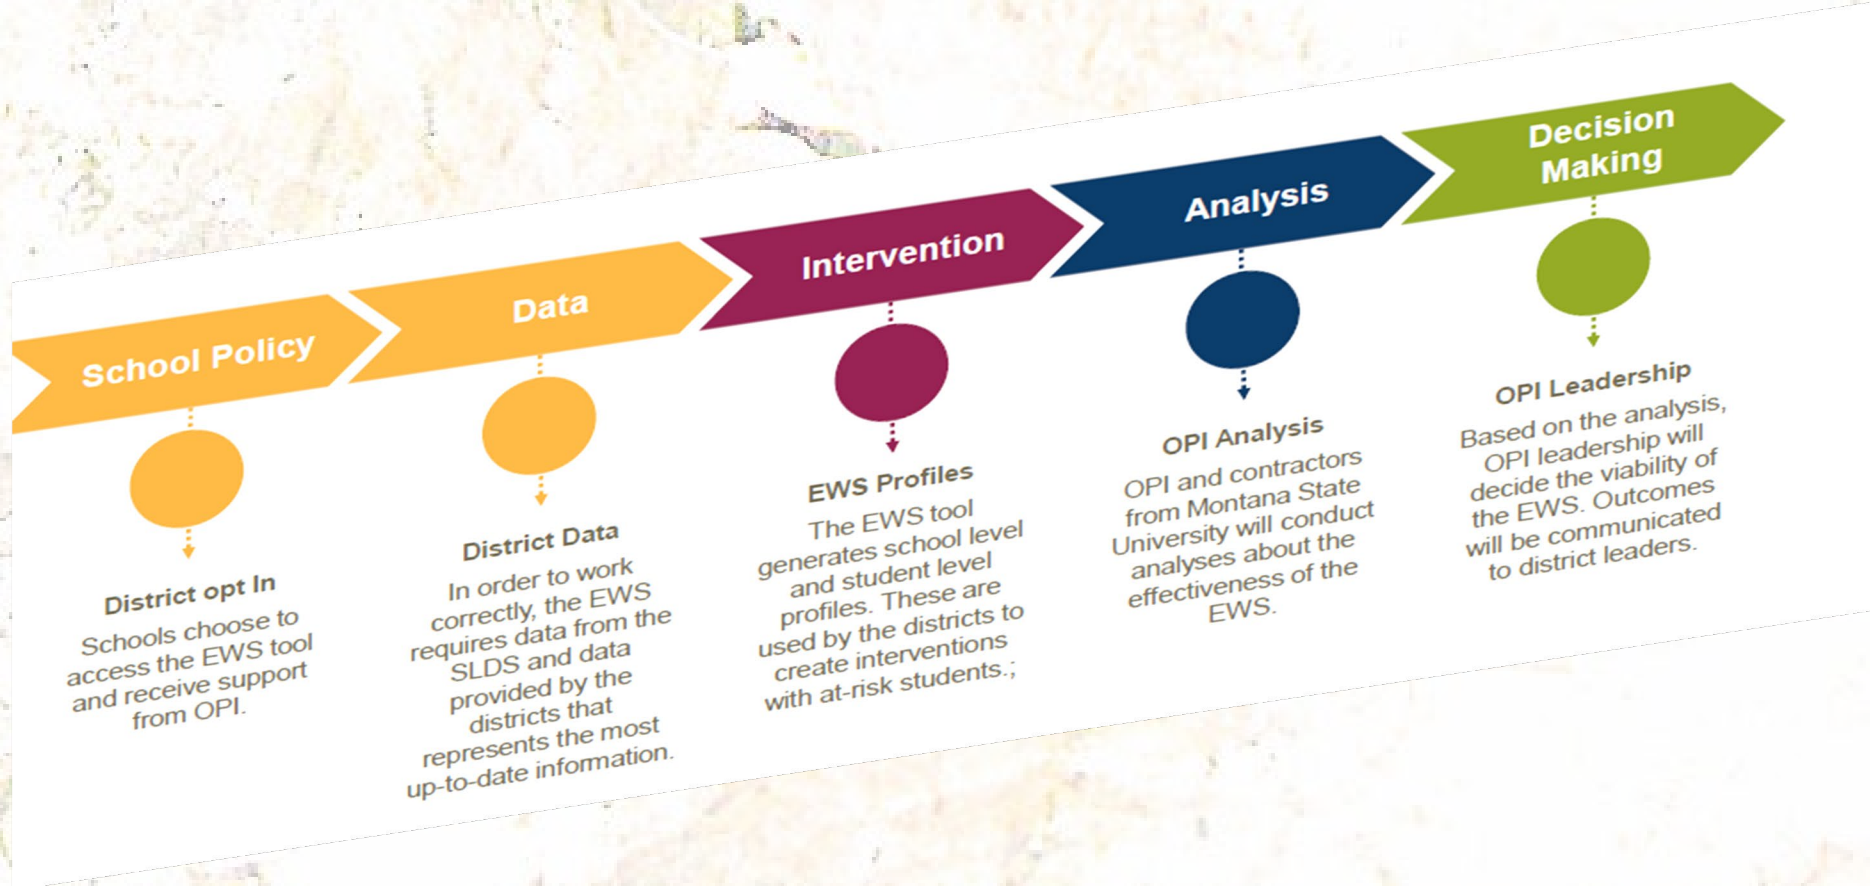 School Policy
District opt In
Schools choose to
access the EWS tool
and receive support
from OPI.
Data
District Data
In order to work
correctly, the EWS
requires data from the
SLDS and data
provided by the
districts that
represents the most
up-to-date information.
Intervention
EWS Profiles
The EWS tool
generates school level
and student level
profiles. These are
used by the districts to
create interventions
with at-risk students.;
Analysis
OPI Analysis
OPI and contractors
from Montana State
University will conduct
analyses about the
effectiveness of the
EWS.
Decision
Making
OPI Leadership
Based on the analysis,
OPI leadership will
decide the viability of
the EWS. Outcomes
will be communicated
to district leaders.